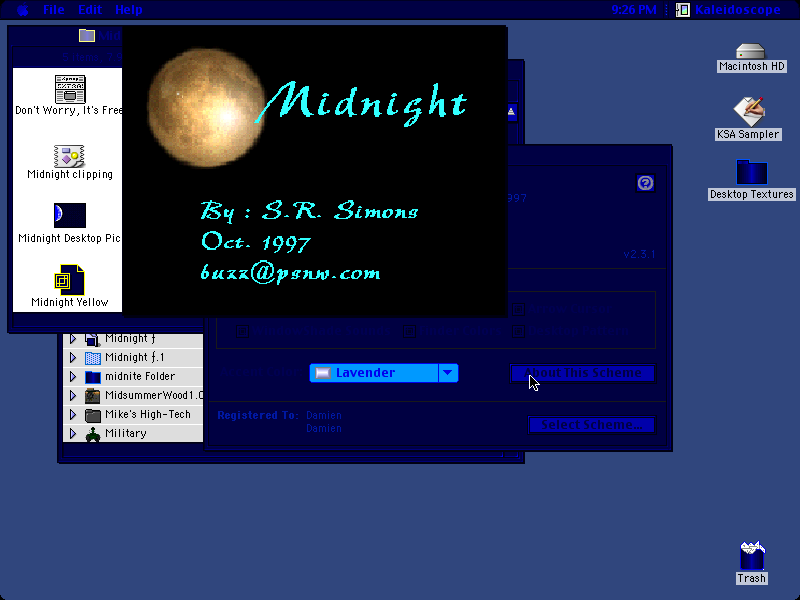 File Edit Help
9:26 PM
Kaleidoscope
Don't Worry, It's Free
Midnight clipping
Midnight Desktop Pic
Midnight Yellow
Midnight
By : S.R. Simons
Oct. 1997
buzz@psnw.com
Macintosh HD
KSA Sampler
Desktop Textures
997
v2.3.1
Midnight ƒ
Midnight ƒ.1
midnite Folder
MidsummerWood1.0
Mike's High-Tech
Military
Lavender
About This Scheme
Registered To: Damien
Damien
Select Scheme...
Trash